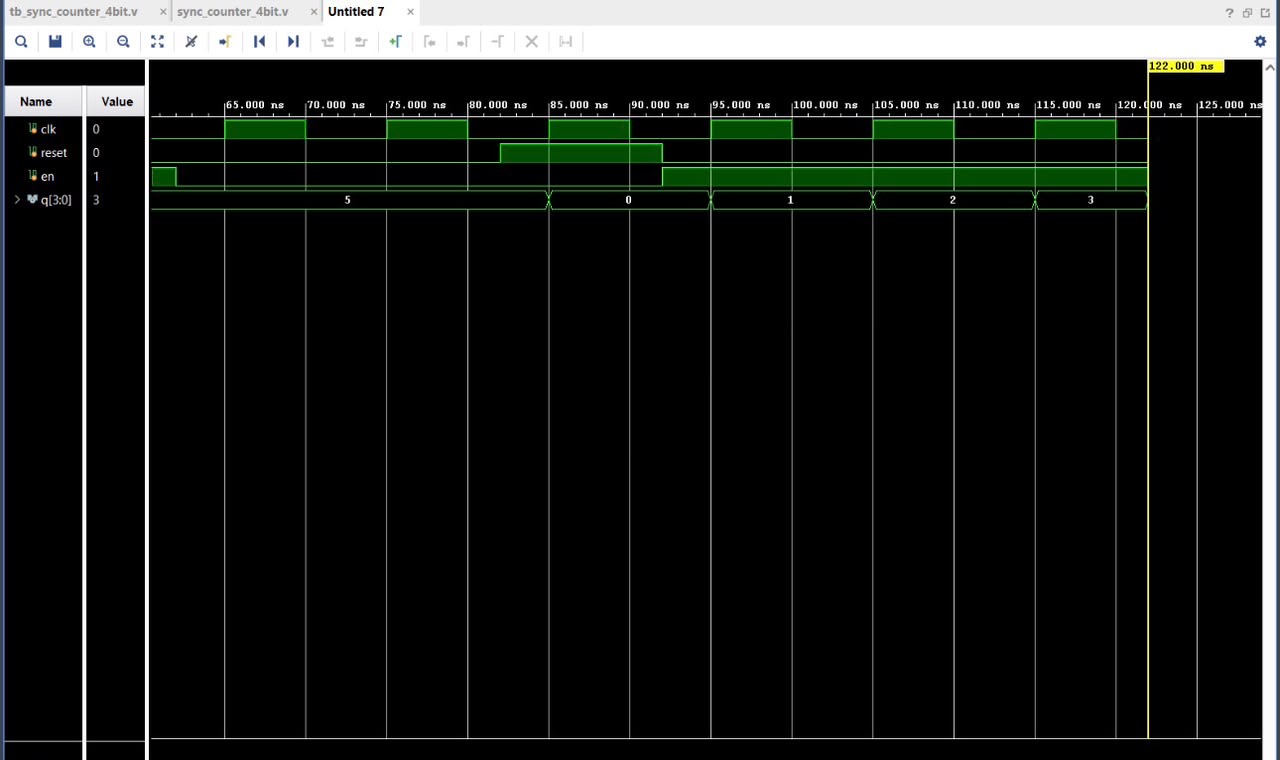 tb_sync_counter_4bit.v × sync_counter_4bit.v × Untitled 7 × ?
122.000 ns
Name Value
65.000 ns 70.000 ns 75.000 ns 80.000 ns 85.000 ns 90.000 ns 95.000 ns 100.000 ns 105.000 ns 110.000 ns 115.000 ns 120.000 ns 125.000 ns
clk 0
reset 0
en 1
q[3:0] 3 5 0 1 2 3